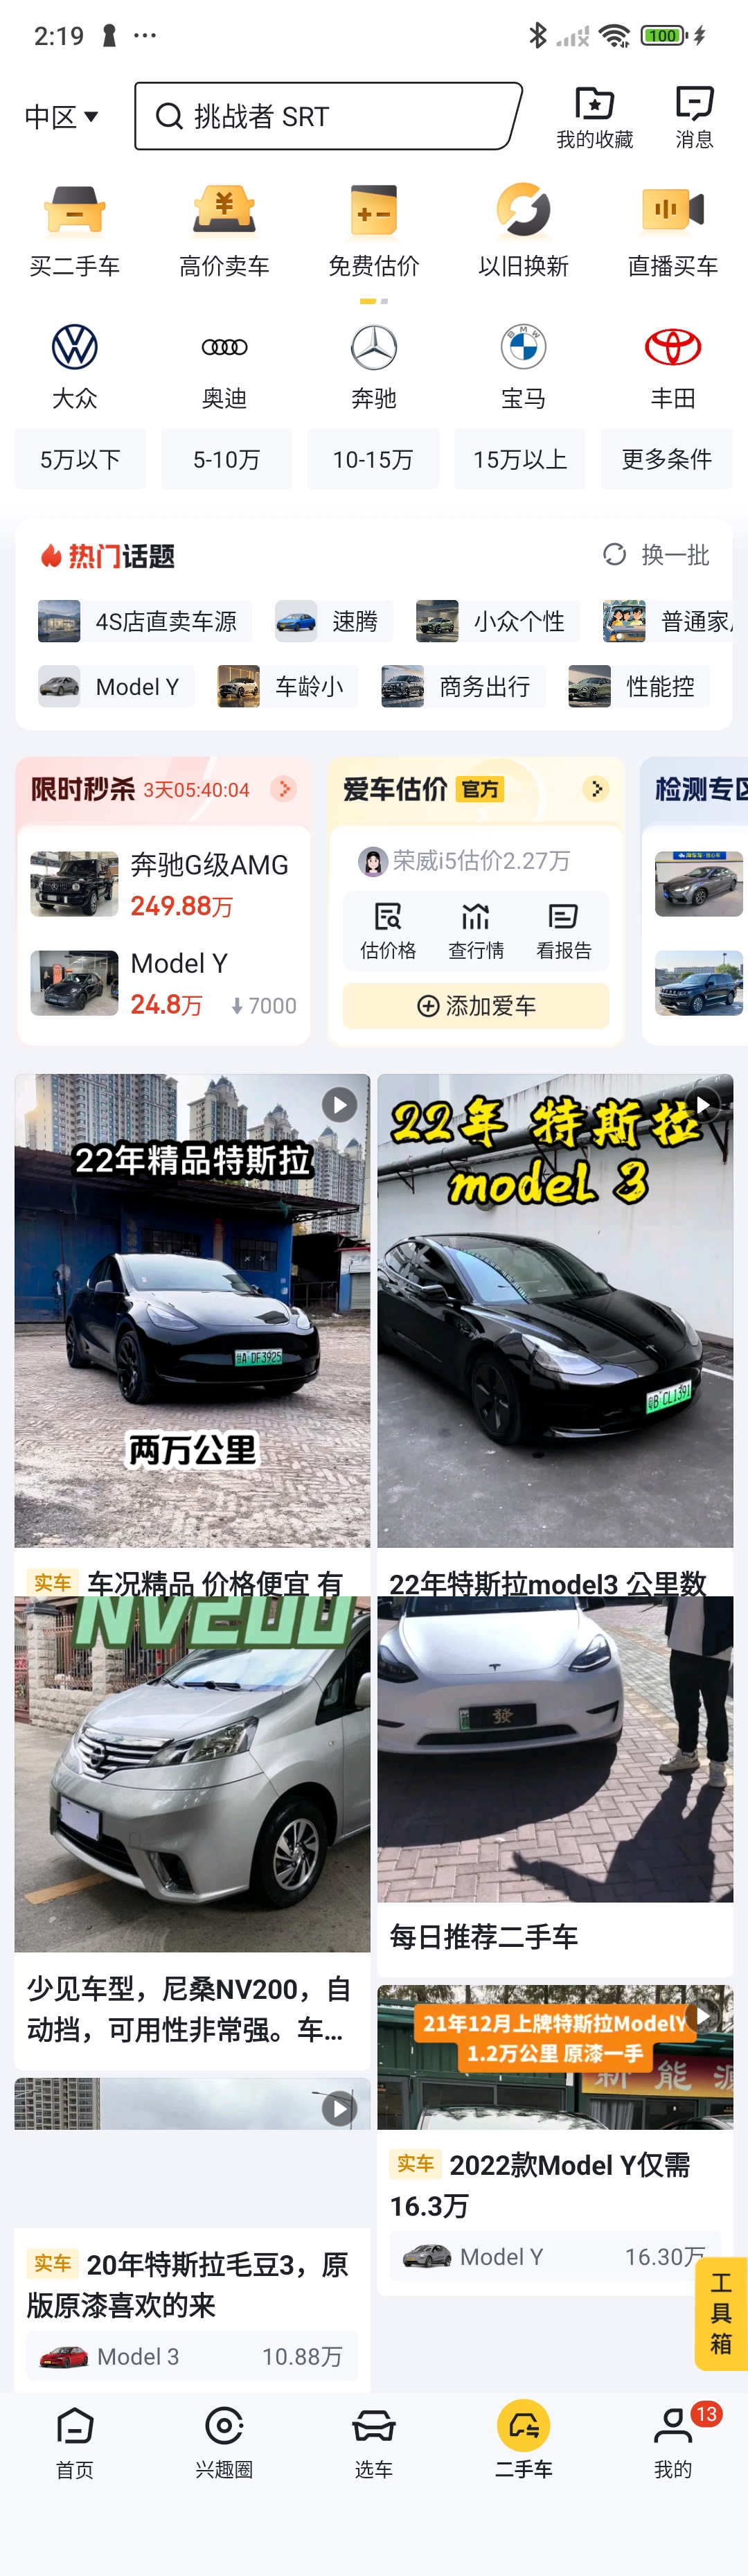 2:19
100
中区
挑战者 SRT
我的收藏
消息
买二手车
高价卖车
免费估价
以旧换新
直播买车
大众
奥迪
奔驰
宝马
丰田
5万以下
5-10万
10-15万
15万以上
更多条件
热门话题
换一批
4S店直卖车源
速腾
小众个性
普通家
Model Y
车龄小
商务出行
性能控
限时秒杀 3天05:40:04
奔驰G级AMG
249.88万
Model Y
24.8万 7000
爱车估价 官方
荣威i5估价2.27万
估价格
查行情
看报告
添加爱车
检测专区
22年精品特斯拉
甘A DF3925
两万公里
实车 车况精品 价格便宜 有
22年 特斯拉
model 3
粤B CL1391
22年特斯拉model3 公里数
NV200
少见车型，尼桑NV200，自
动挡，可用性非常强。车...
發
每日推荐二手车
21年12月上牌特斯拉ModelY
1.2万公里 原漆一手
新能源
实车 2022款Model Y仅需
16.3万
Model Y 16.30万
实车 20年特斯拉毛豆3，原
版原漆喜欢的来
Model 3 10.88万
工
具
箱
首页
兴趣圈
选车
二手车
我的
13